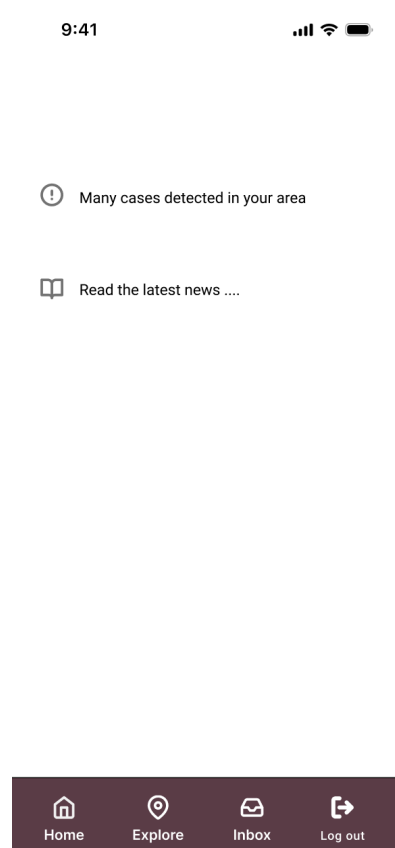 9:41
Many cases detected in your area
Read the latest news ....
Home Explore Inbox Log out